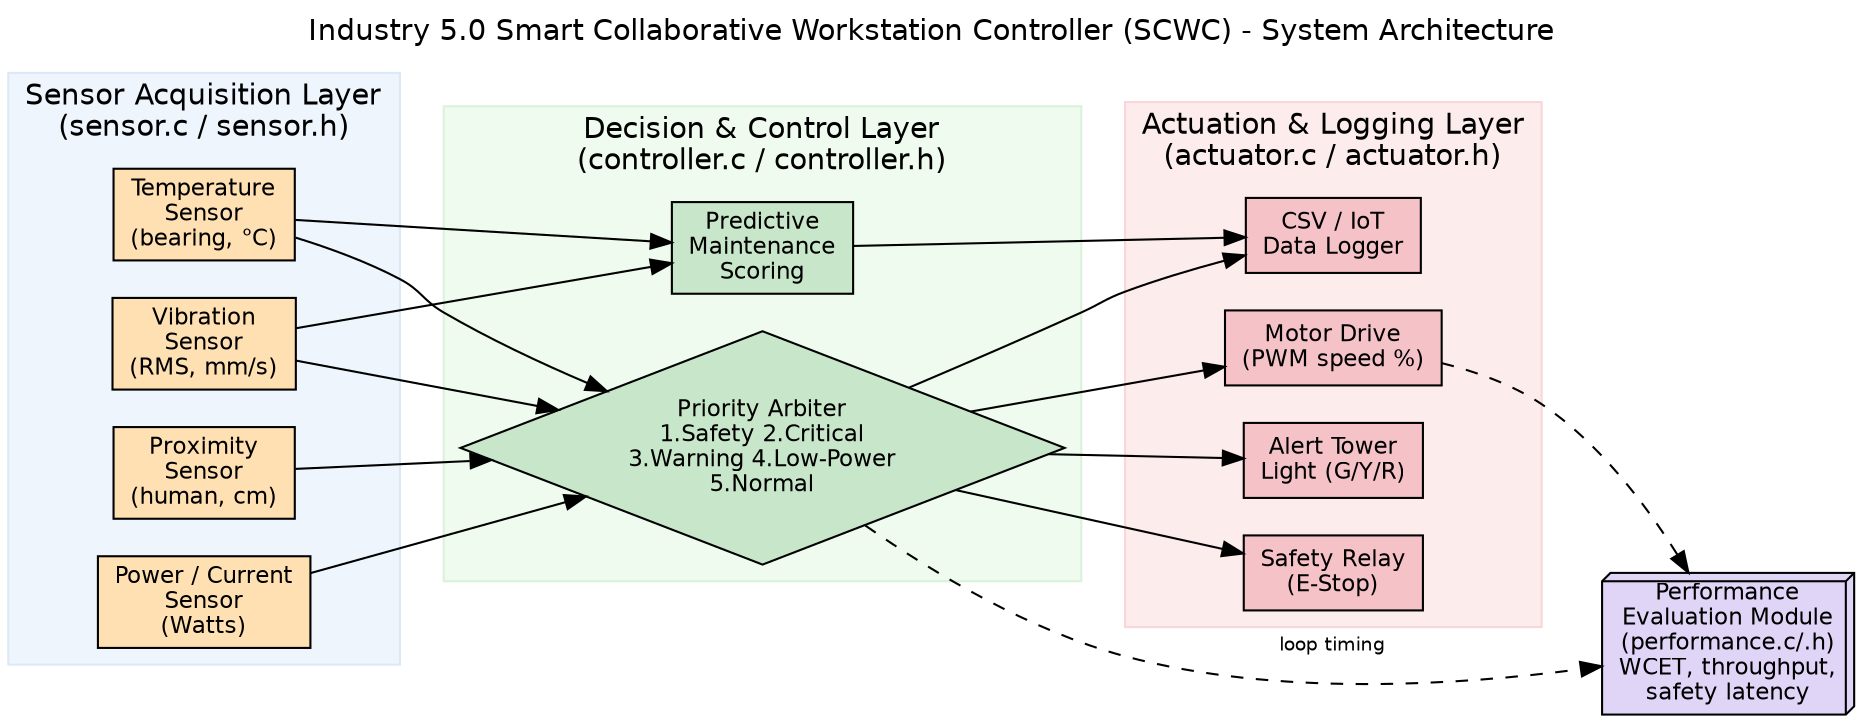 Industry 5.0 Smart Collaborative Workstation Controller (SCWC) - System Architecture
Sensor Acquisition Layer
(sensor.c / sensor.h)
Temperature
Sensor
(bearing, °C)
Vibration
Sensor
(RMS, mm/s)
Proximity
Sensor
(human, cm)
Power / Current
Sensor
(Watts)
Decision & Control Layer
(controller.c / controller.h)
Predictive
Maintenance
Scoring
Priority Arbiter
1.Safety 2.Critical
3.Warning 4.Low-Power
5.Normal
Actuation & Logging Layer
(actuator.c / actuator.h)
CSV / IoT
Data Logger
Motor Drive
(PWM speed %)
Alert Tower
Light (G/Y/R)
Safety Relay
(E-Stop)
loop timing
Performance
Evaluation Module
(performance.c/.h)
WCET, throughput,
safety latency